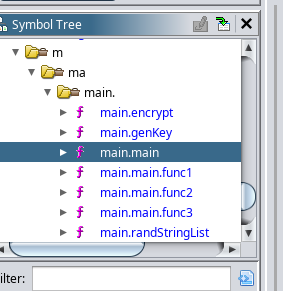 Symbol Tree
m
ma
main.
f main.encrypt
f main.genKey
f main.main
f main.main.func1
f main.main.func2
f main.main.func3
f main.randStringList
ilter: